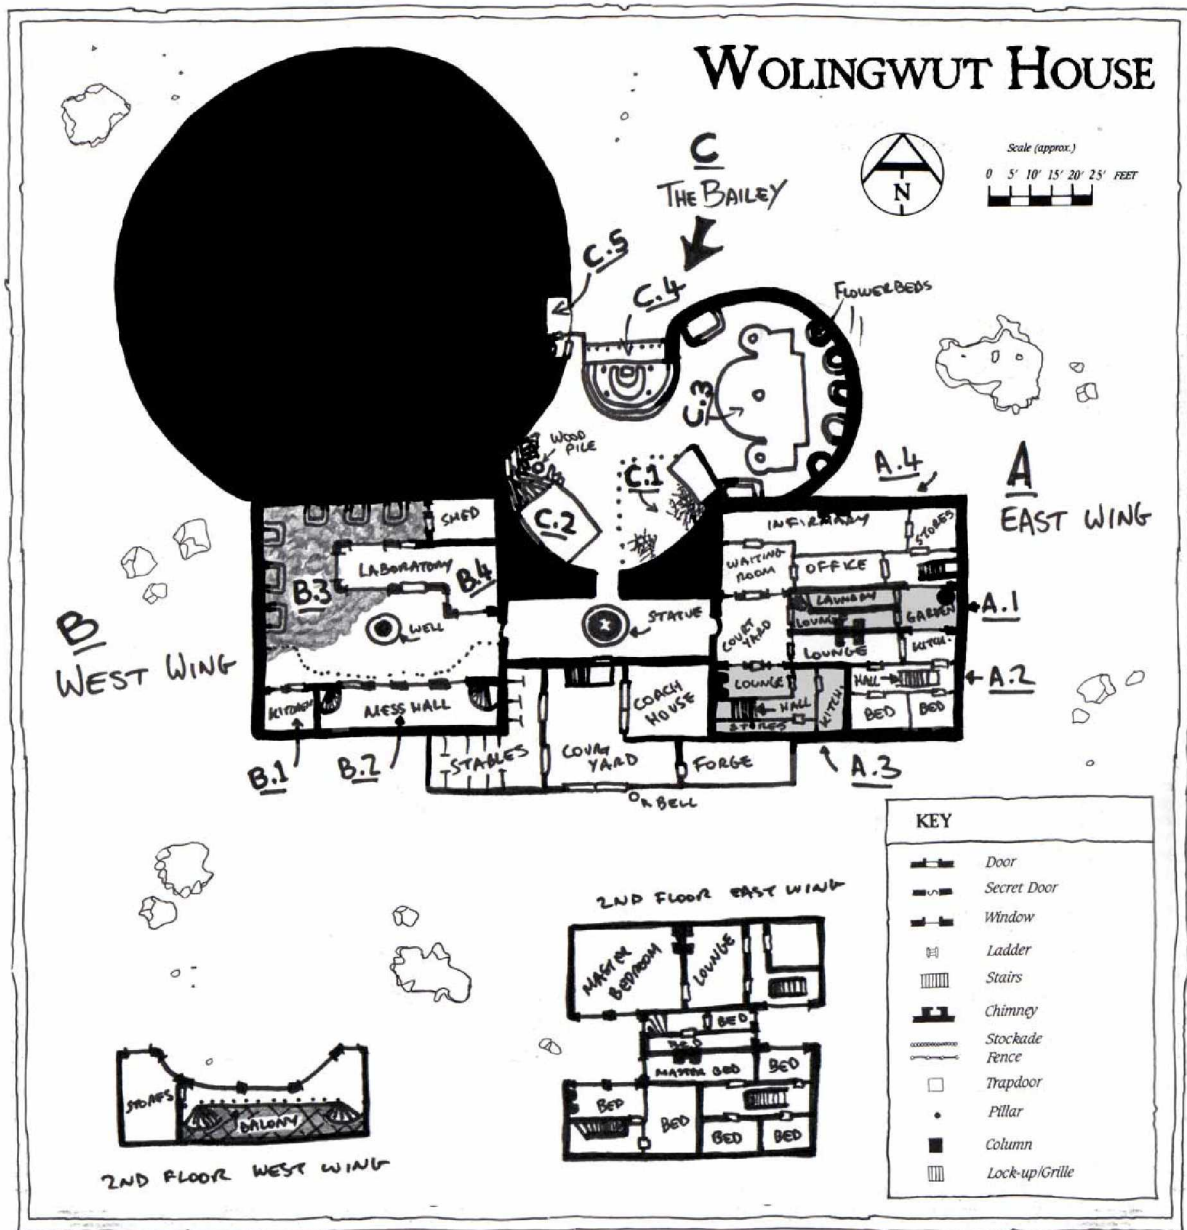 WOLINGWUT HOUSE
N
Scale (approx.)
0 5' 10' 15' 20' 25' FEET
C
THE BAILEY
C.5
C.4
FLOWERBEDS
C.3
WOOD
PILE
C.1
C.2
A.4
A
EAST WING
INFIRMARY
STORES
WAITING
ROOM
OFFICE
LAUNDRY
LOUNGE
GARDEN
A.1
COURT
YARD
LOUNGE
KITCH.
LOUNGE
HALL
A.2
HALL
KITCH.
BED
BED
STORES
A.3
SHED
LABORATORY
B.4
B.3
WELL
STATUE
B
WEST WING
KITCHEN
MESS HALL
B.1
B.2
COACH
HOUSE
STABLES
COURT
YARD
FORGE
BELL
KEY
Door
Secret Door
Window
Ladder
Stairs
Chimney
Stockade
Fence
Trapdoor
Pillar
Column
Lock-up/Grille
2ND FLOOR EAST WING
MASTER
BEDROOM
LOUNGE
BED
BED
MASTER BED
BED
BED
BED
BED
BED
STORES
BALONY
2ND FLOOR WEST WING